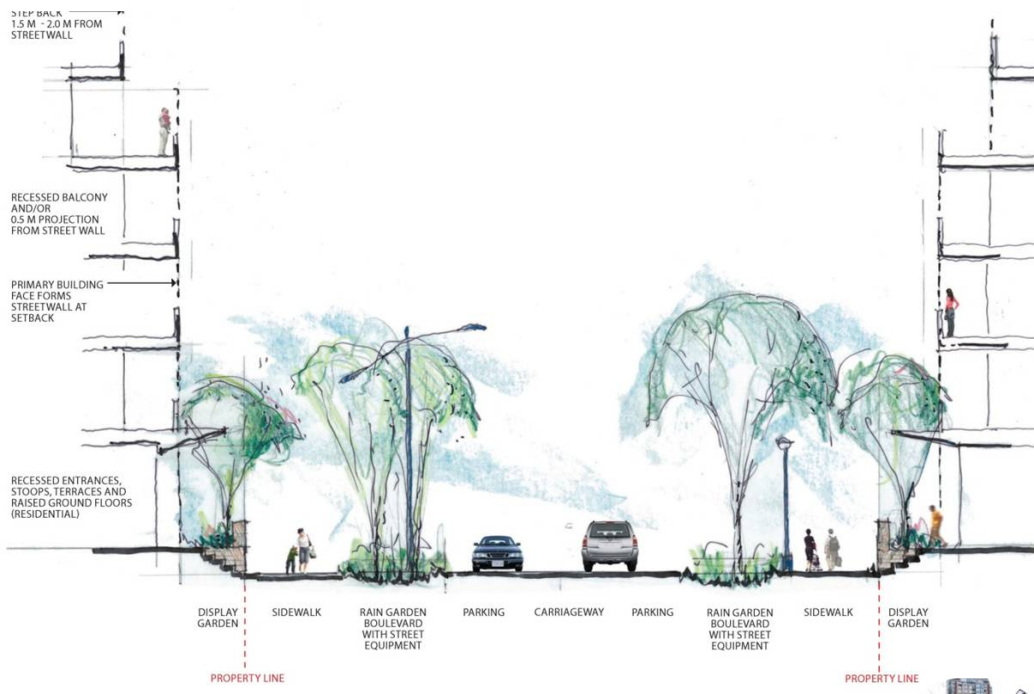 STEP BACK
1.5 M - 2.0 M FROM
STREETWALL
RECESSED BALCONY
AND/OR
0.5 M PROJECTION
FROM STREET WALL
PRIMARY BUILDING
FACE FORMS
STREETWALL AT
SETBACK
RECESSED ENTRANCES,
STOOPS, TERRACES AND
RAISED GROUND FLOORS
(RESIDENTIAL)
DISPLAY
GARDEN
SIDEWALK
RAIN GARDEN
BOULEVARD
WITH STREET
EQUIPMENT
PARKING
CARRIAGEWAY
PARKING
RAIN GARDEN
BOULEVARD
WITH STREET
EQUIPMENT
SIDEWALK
DISPLAY
GARDEN
PROPERTY LINE
PROPERTY LINE